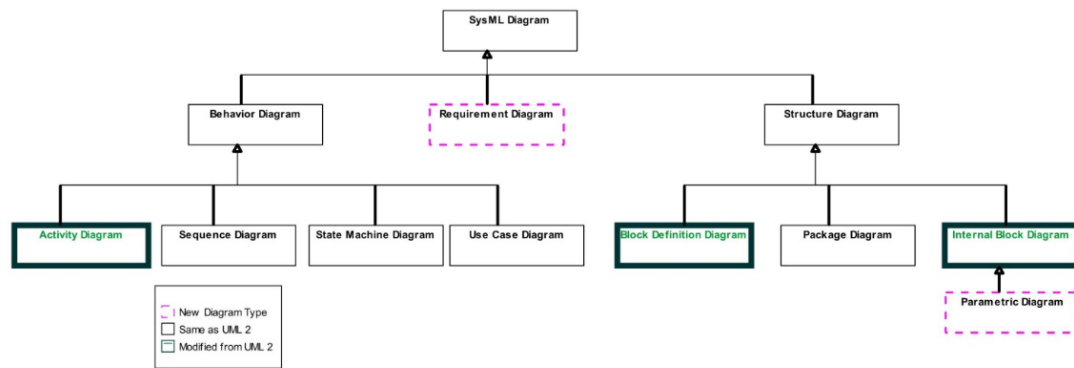 SysML Diagram
Behavior Diagram
Requirement Diagram
Structure Diagram
Activity Diagram
Sequence Diagram
State Machine Diagram
Use Case Diagram
Block Definition Diagram
Package Diagram
Internal Block Diagram
Parametric Diagram
New Diagram Type
Same as UML 2
Modified from UML 2